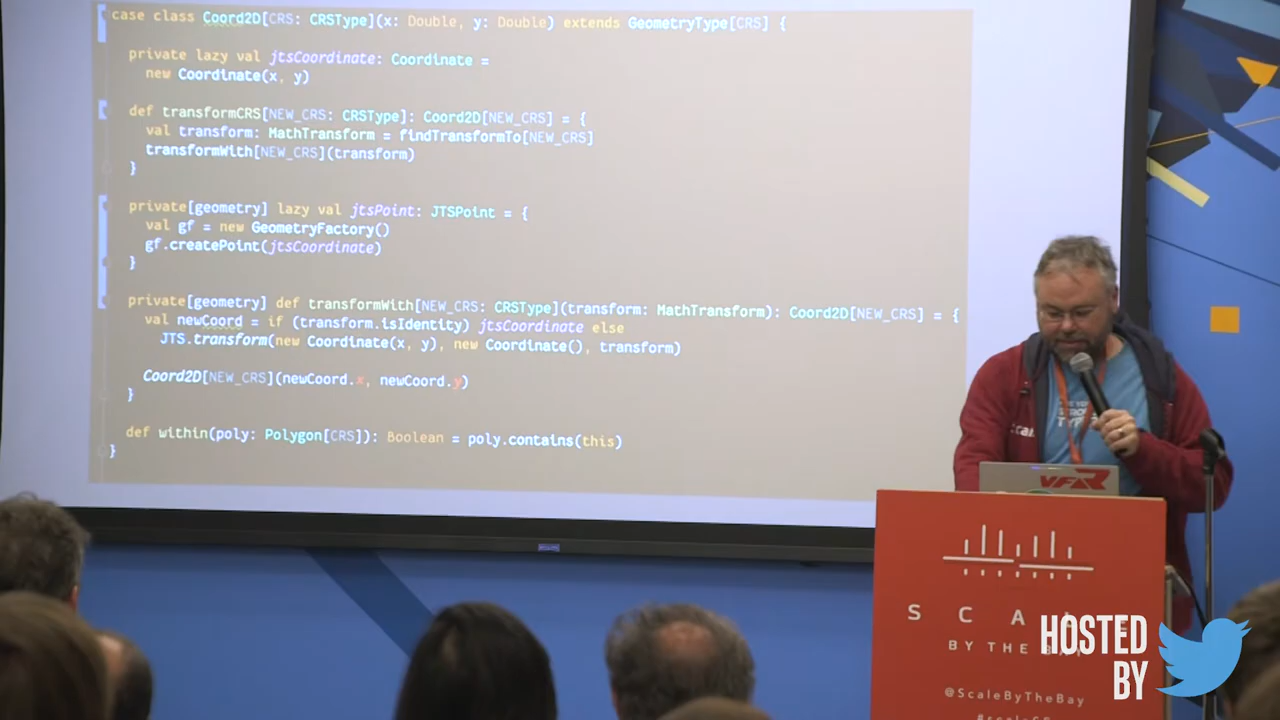 case class Coord2D[CRS: CRSType](x: Double, y: Double) extends GeometryType[CRS] {
private lazy val jtsCoordinate: Coordinate =
new Coordinate(x, y)
def transformCRS[NEW_CRS: CRSType]: Coord2D[NEW_CRS] = {
val transform: MathTransform = findTransformTo[NEW_CRS]
transformWith[NEW_CRS](transform)
}
private[geometry] lazy val jtsPoint: JTSPoint = {
val gf = new GeometryFactory()
gf.createPoint(jtsCoordinate)
}
private[geometry] def transformWith[NEW_CRS: CRSType](transform: MathTransform): Coord2D[NEW_CRS] = {
val newCoord = if (transform.isIdentity) jtsCoordinate else
JTS.transform(new Coordinate(x, y), new Coordinate(), transform)
Coord2D[NEW_CRS](newCoord.x, newCoord.y)
}
def within(poly: Polygon[CRS]): Boolean = poly.contains(this)
}
VFR
SCALE
BY THE BAY
@ScaleByTheBay
HOSTED
BY